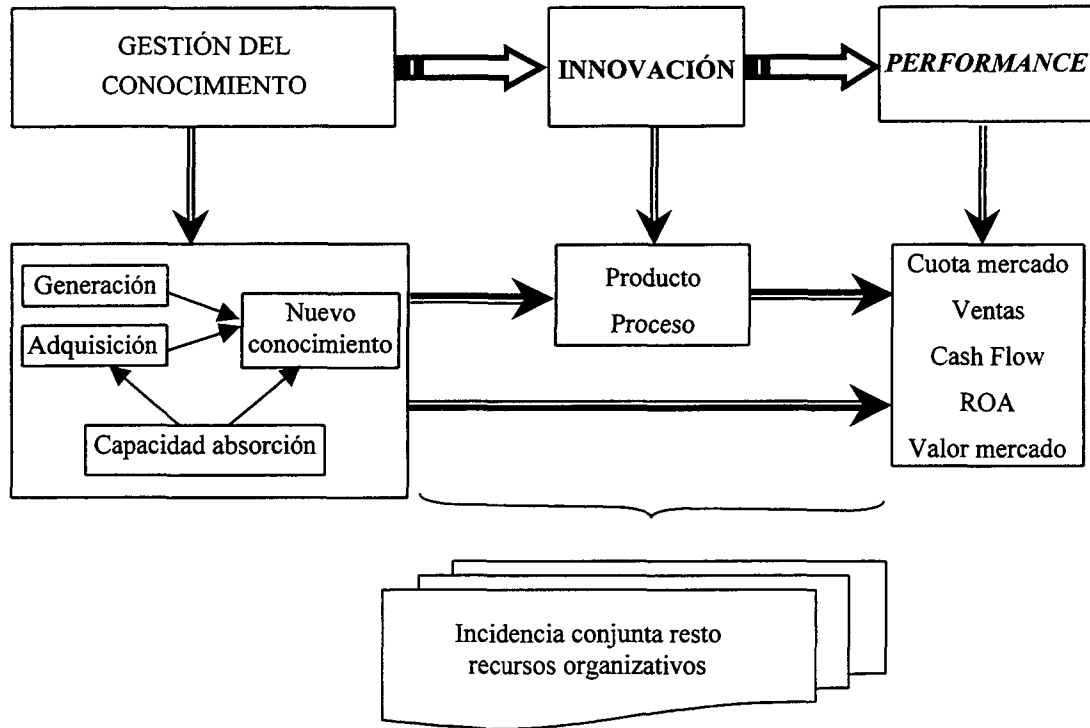 GESTIÓN DEL
CONOCIMIENTO
INNOVACIÓN
PERFORMANCE
Generación
Adquisición
Nuevo
conocimiento
Capacidad absorción
Producto
Proceso
Cuota mercado
Ventas
Cash Flow
ROA
Valor mercado
Incidencia conjunta resto
recursos organizativos